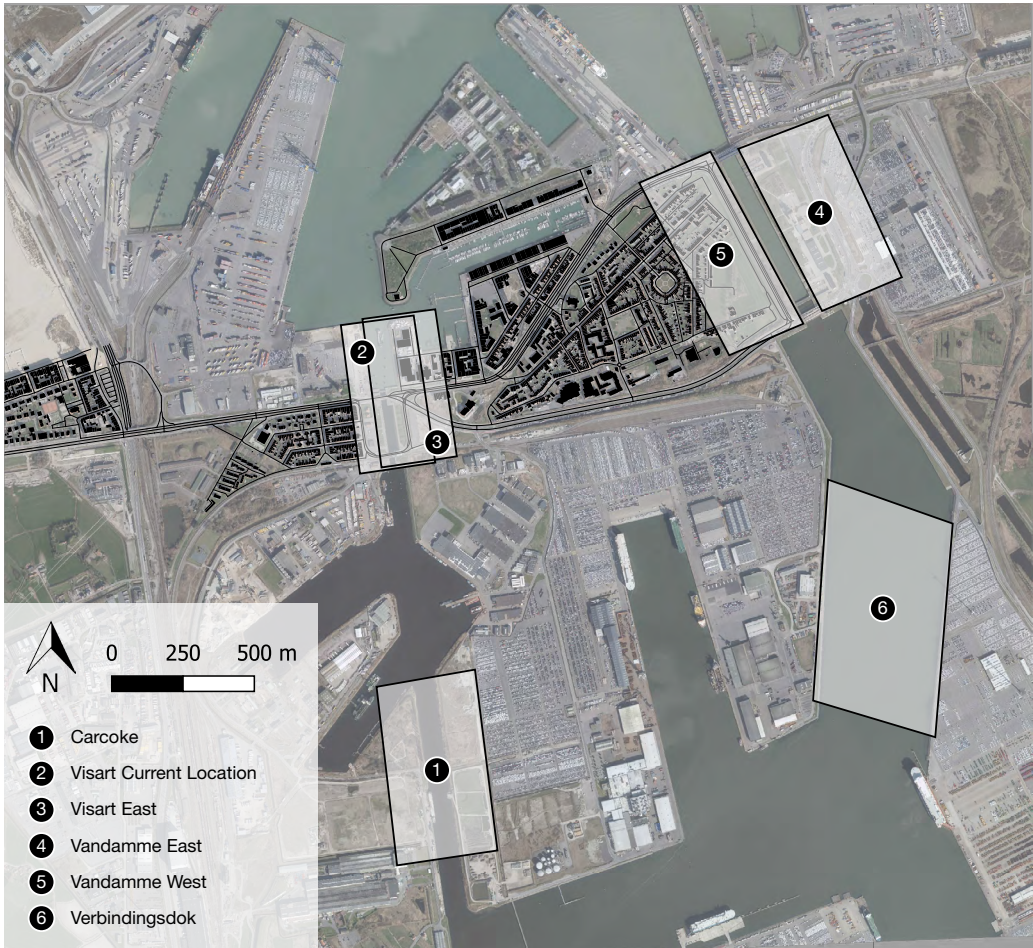 2
3
4
5
6
1
0 250 500 m
N
1 Carcoke
2 Visart Current Location
3 Visart East
4 Vandamme East
5 Vandamme West
6 Verbindingsdok